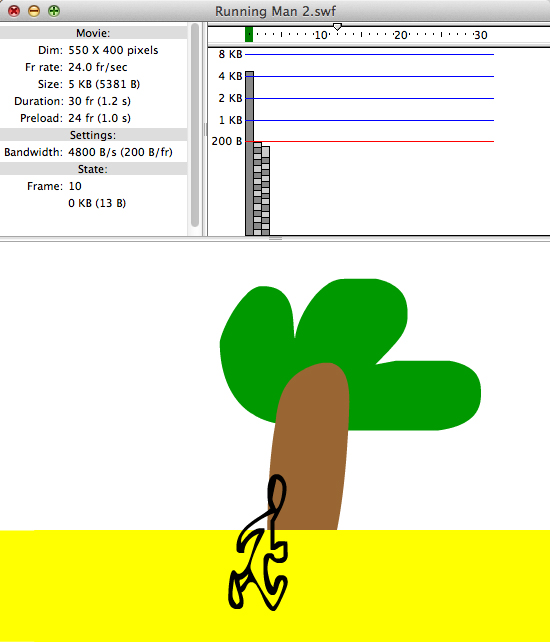 Running Man 2.swf
Movie:
Dim: 550 X 400 pixels
Fr rate: 24.0 fr/sec
Size: 5 KB (5381 B)
Duration: 30 fr (1.2 s)
Preload: 24 fr (1.0 s)
Settings:
Bandwidth: 4800 B/s (200 B/fr)
State:
Frame: 10
0 KB (13 B)
10 20 30
8 KB
4 KB
2 KB
1 KB
200 B